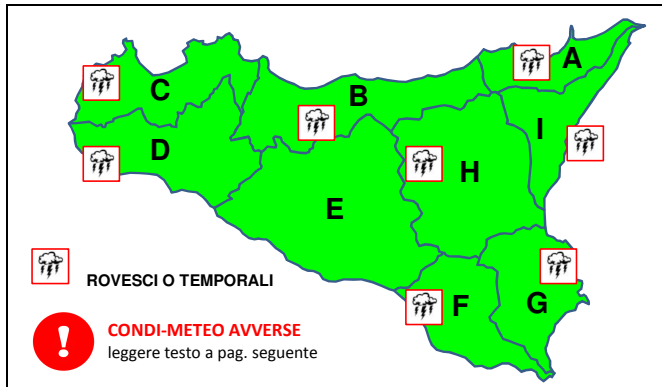 A
C
B
I
D
H
E
F
G
ROVESCI O TEMPORALI
! CONDI-METEO AVVERSE
leggere testo a pag. seguente